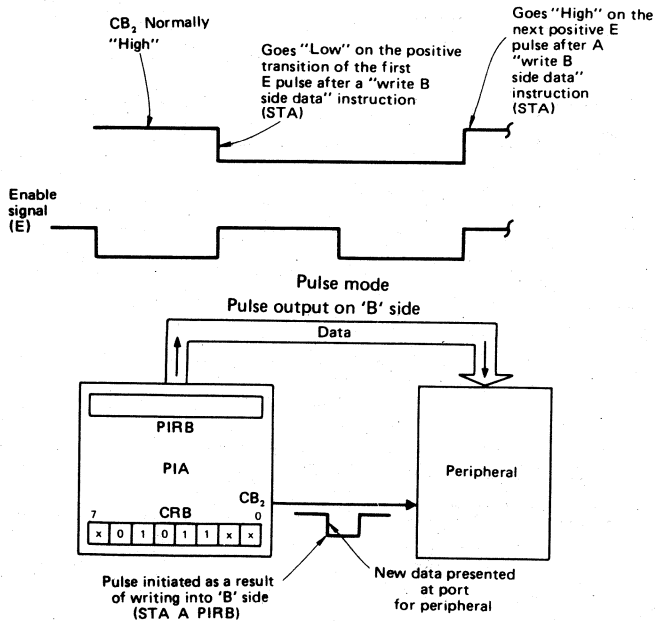 CB₂ Normally
"High"
Goes "Low" on the positive
transition of the first
E pulse after a "write B
side data" instruction
(STA)
Goes "High" on the
next positive E
pulse after A
"write B
side data"
instruction
(STA)
Enable
signal
(E)
Pulse mode
Pulse output on 'B' side
Data
PIRB
PIA
CRB
CB₂
7
0
x 0 1 0 1 1 x x
Peripheral
Pulse initiated as a result
of writing into 'B' side
(STA A PIRB)
New data presented
at port
for peripheral